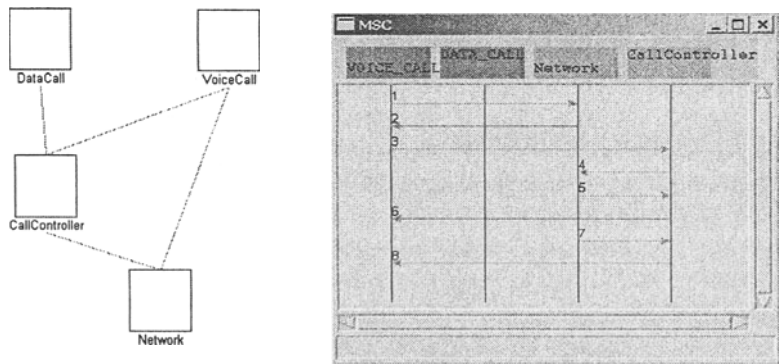 DataCall
VoiceCall
CallController
Network
MSC
VOICE_CALL
DATA_CALL
Network
CallController
1
2
3
4
5
6
7
8